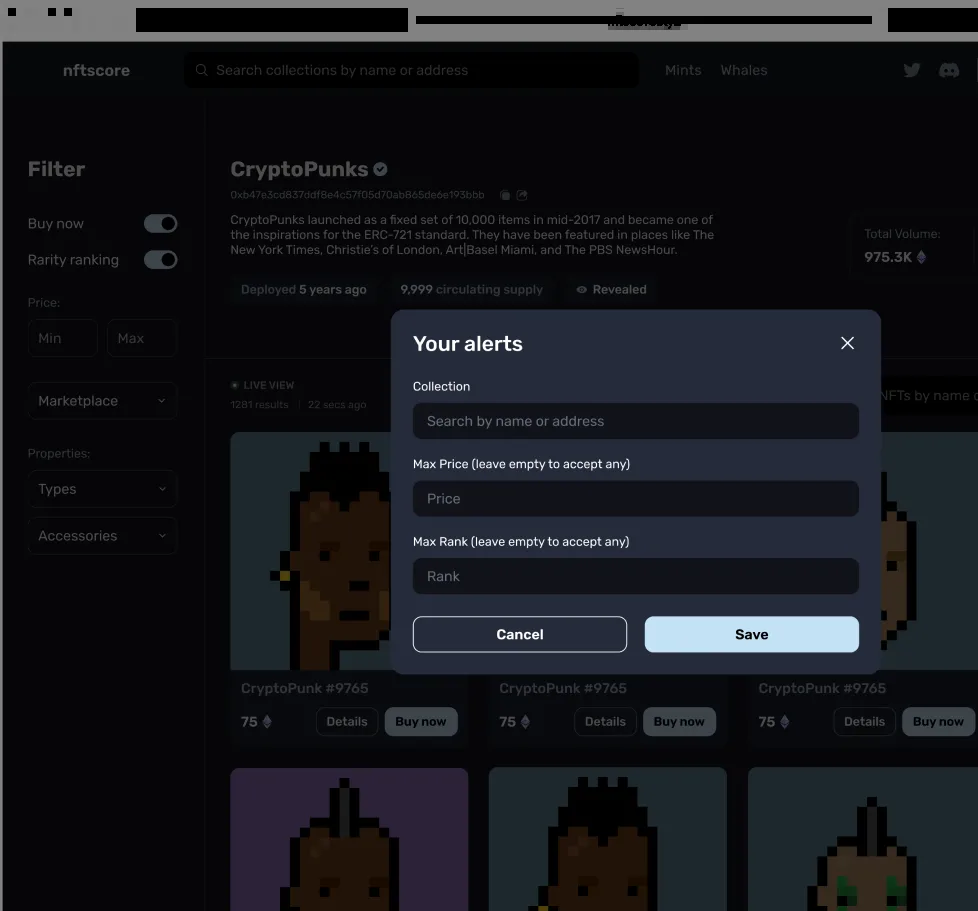 nftscore
Search collections by name or address
Mints
Whales
Filter
Buy now
Rarity ranking
Price:
Min
Max
Marketplace
Properties:
Types
Accessories
CryptoPunks
0xb47e3cd837ddf8e4c57f05d70ab865de6e193bbb
CryptoPunks launched as a fixed set of 10,000 items in mid-2017 and became one of
the inspirations for the ERC-721 standard. They have been featured in places like The
New York Times, Christie's of London, Art|Basel Miami, and The PBS NewsHour.
Deployed 5 years ago
9,999 circulating supply
Revealed
Total Volume:
975.3K
LIVE VIEW
1281 results
22 secs ago
NFTs by name
Your alerts
Collection
Search by name or address
Max Price (leave empty to accept any)
Price
Max Rank (leave empty to accept any)
Rank
Cancel
Save
CryptoPunk #9765
75
Details
Buy now
CryptoPunk #9765
75
Details
Buy now
CryptoPunk #9765
75
Details
Buy now